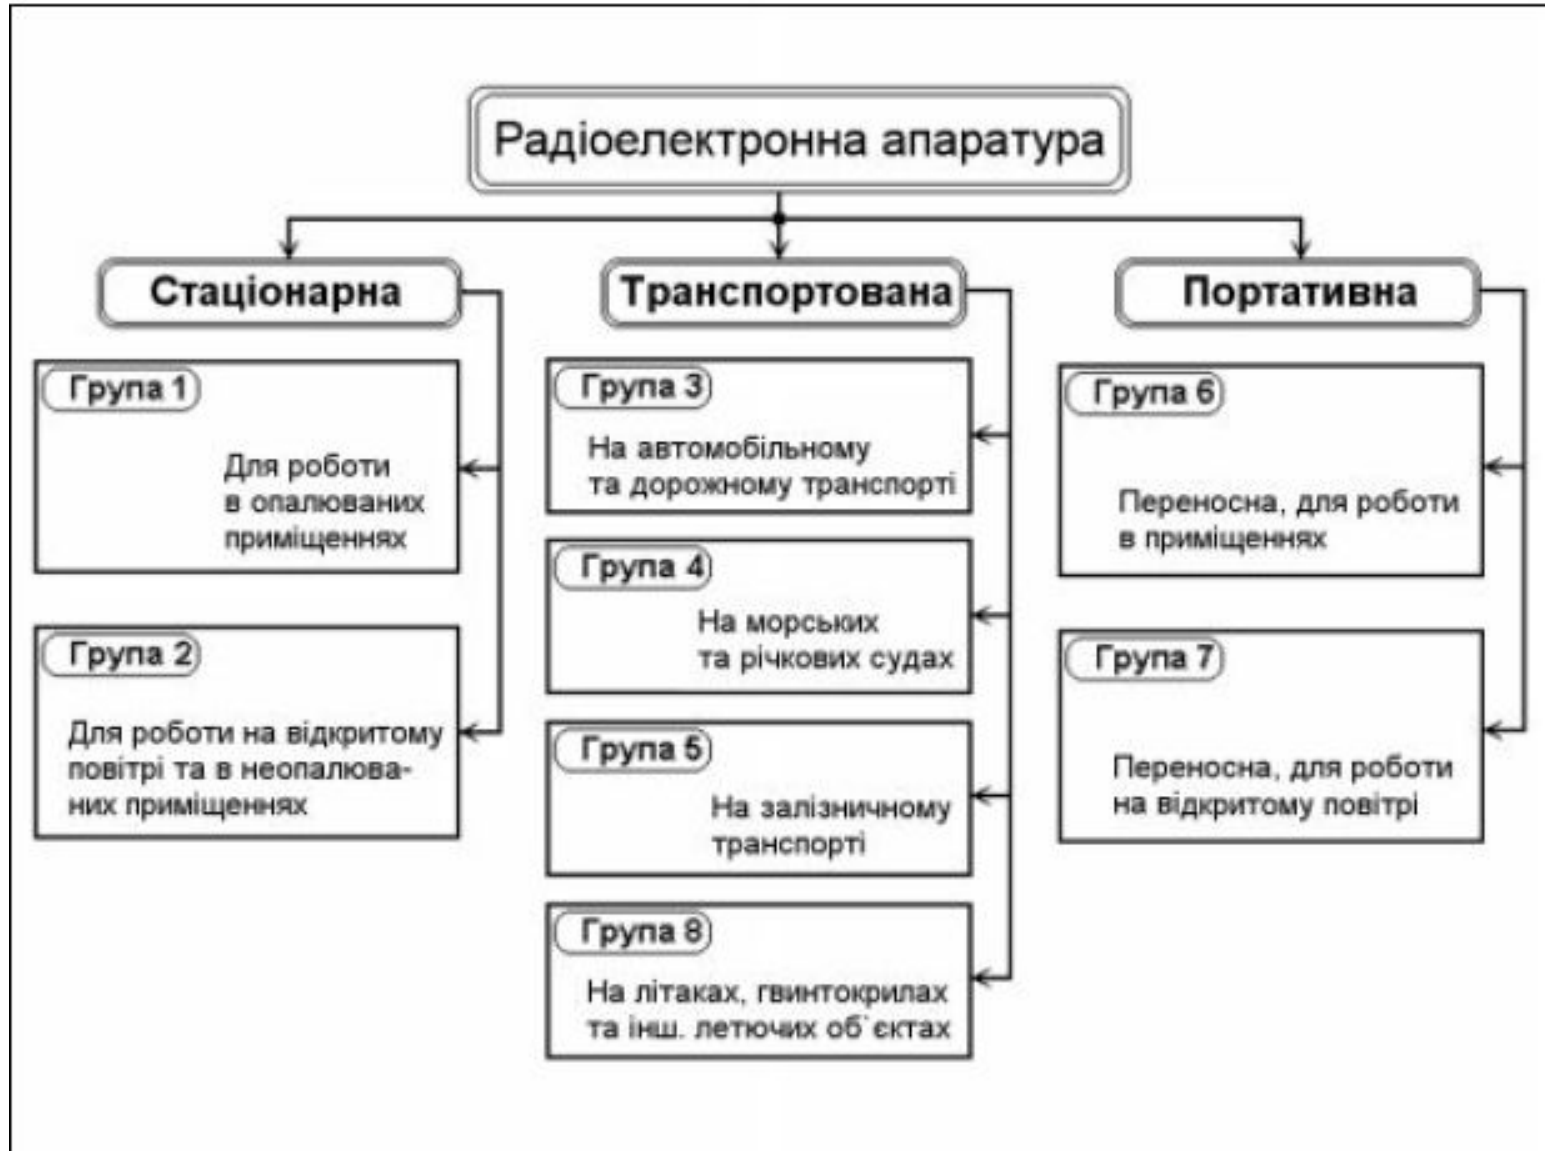 Радіоелектронна апаратура
Стаціонарна
Група 1
Для роботи
в опалюваних
приміщеннях
Група 2
Для роботи на відкритому
повітрі та в неопалюва-
них приміщеннях
Транспортована
Група 3
На автомобільному
та дорожному транспорті
Група 4
На морських
та річкових судах
Група 5
На залізничному
транспорті
Група 8
На літаках, гвинтокрилах
та інш. летючих об`єктах
Портативна
Група 6
Переносна, для роботи
в приміщеннях
Група 7
Переносна, для роботи
на відкритому повітрі